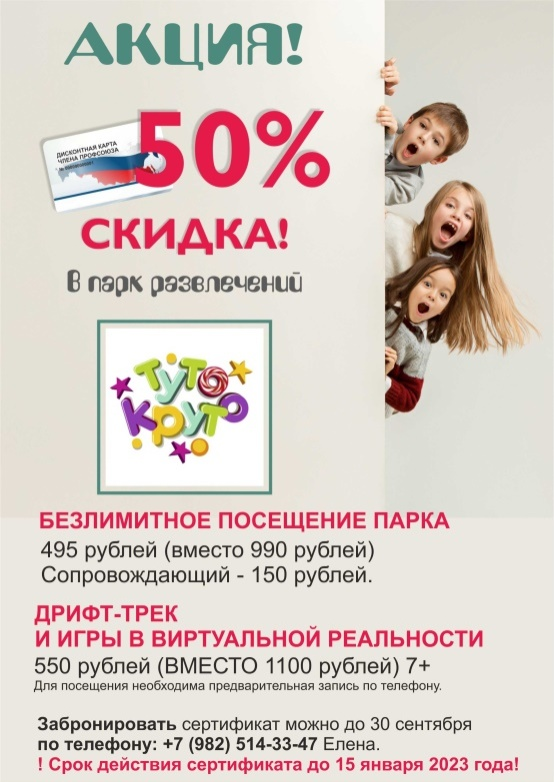 АКЦИЯ!
ДИСКОНТНАЯ КАРТА
ЧЛЕНА ПРОФСОЮЗА
50%
СКИДКА!
В парк развлечений
ТУТО
КРУТО
БЕЗЛИМИТНОЕ ПОСЕЩЕНИЕ ПАРКА
495 рублей (вместо 990 рублей)
Сопровождающий - 150 рублей.
ДРИФТ-ТРЕК
И ИГРЫ В ВИРТУАЛЬНОЙ РЕАЛЬНОСТИ
550 рублей (ВМЕСТО 1100 рублей) 7+
Для посещения необходима предварительная запись по телефону.
Забронировать сертификат можно до 30 сентября
по телефону: +7 (982) 514-33-47 Елена.
! Срок действия сертификата до 15 января 2023 года!